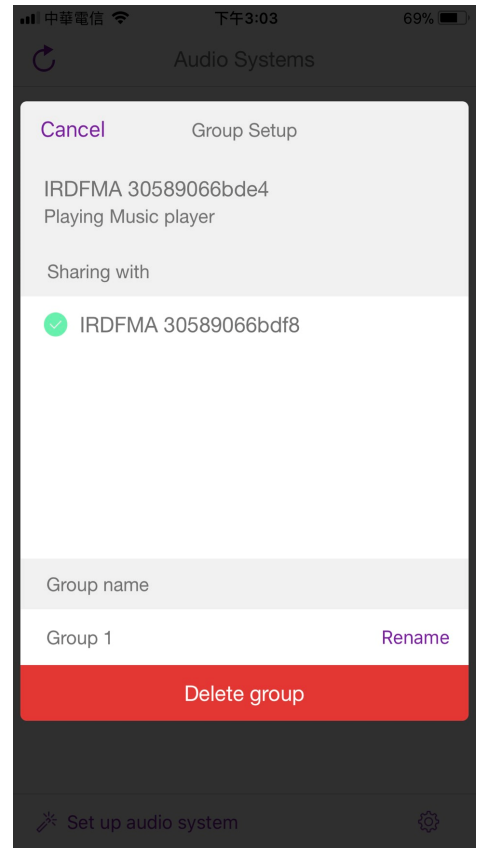 中華電信 下午3:03 69%
Audio Systems
Cancel Group Setup
IRDFMA 30589066bde4
Playing Music player
Sharing with
IRDFMA 30589066bdf8
Group name
Group 1 Rename
Delete group
Set up audio system